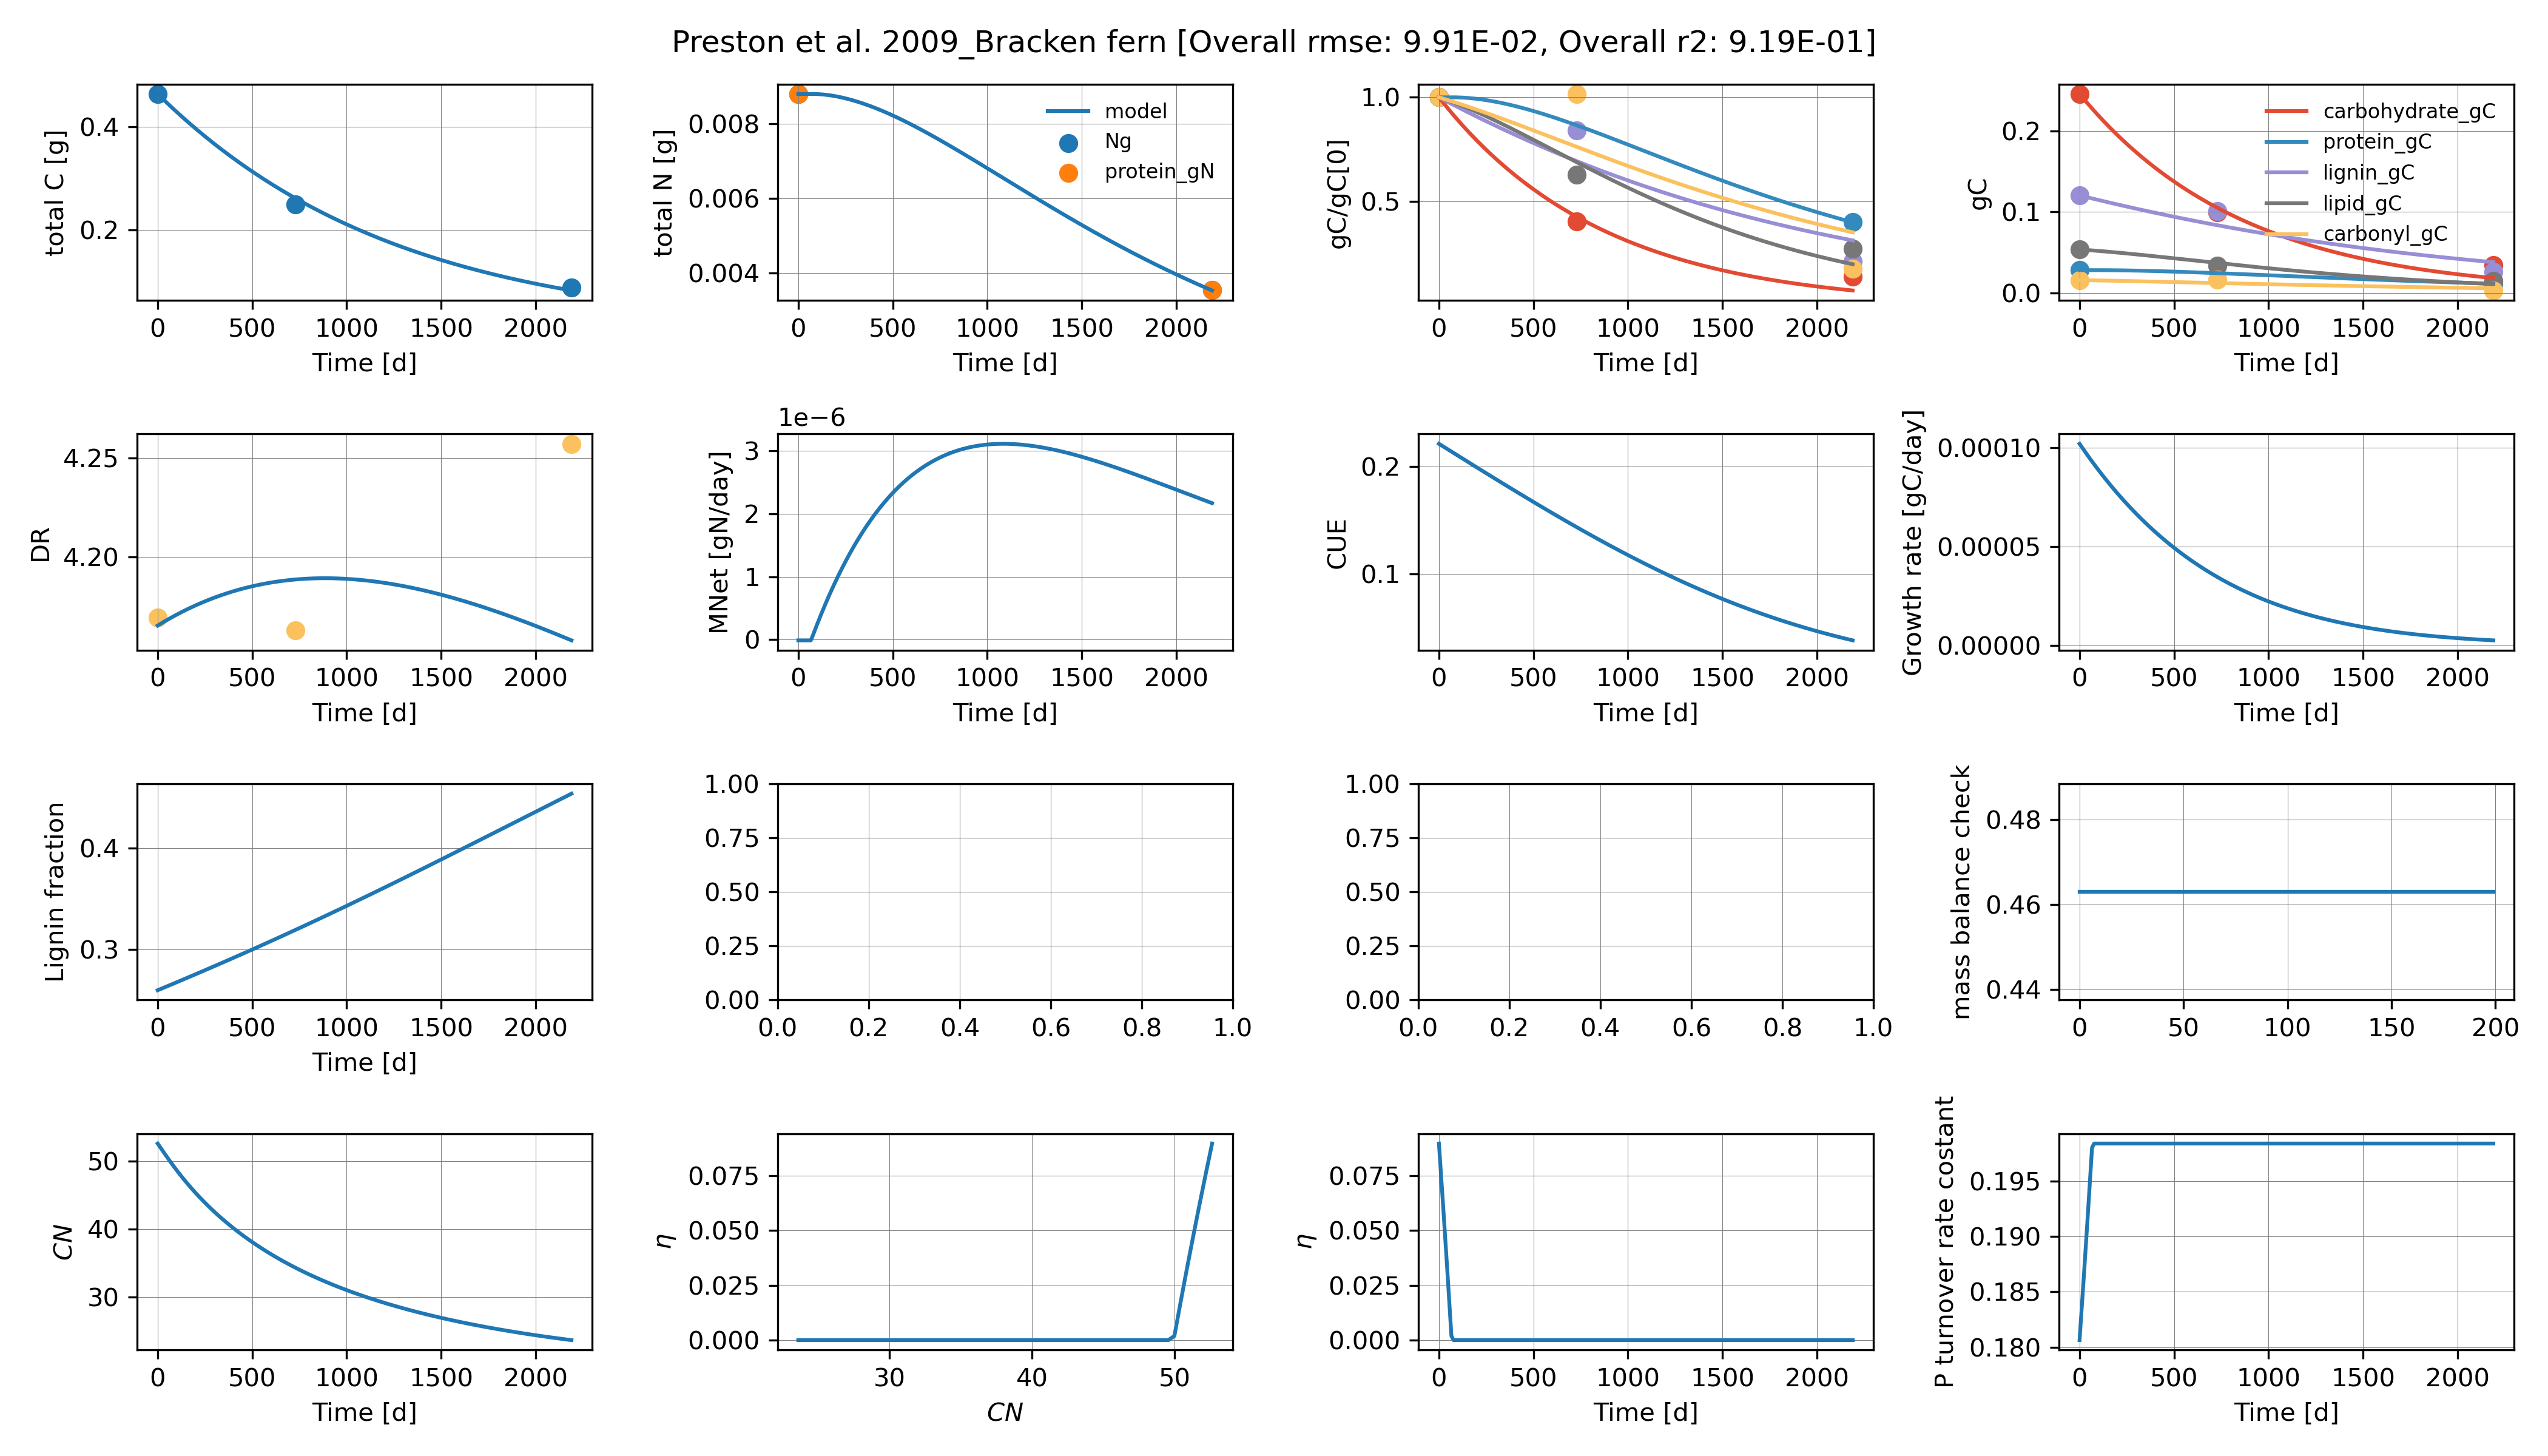 Preston et al. 2009_Bracken fern [Overall rmse: 9.91E-02, Overall r2: 9.19E-01]
total C [g]
0.4
0.2
0 500 1000 1500 2000
Time [d]
total N [g]
0.008
0.006
0.004
model
Ng
protein_gN
0 500 1000 1500 2000
Time [d]
gC/gC[0]
1.0
0.5
0 500 1000 1500 2000
Time [d]
gC
0.2
0.1
0.0
carbohydrate_gC
protein_gC
lignin_gC
lipid_gC
carbonyl_gC
0 500 1000 1500 2000
Time [d]
DR
4.25
4.20
0 500 1000 1500 2000
Time [d]
1e−6
MNet [gN/day]
3
2
1
0
0 500 1000 1500 2000
Time [d]
CUE
0.2
0.1
0 500 1000 1500 2000
Time [d]
Growth rate [gC/day]
0.00010
0.00005
0.00000
0 500 1000 1500 2000
Time [d]
Lignin fraction
0.4
0.3
0 500 1000 1500 2000
Time [d]
1.00
0.75
0.50
0.25
0.00
0.0 0.2 0.4 0.6 0.8 1.0
1.00
0.75
0.50
0.25
0.00
0.0 0.2 0.4 0.6 0.8 1.0
mass balance check
0.48
0.46
0.44
0 50 100 150 200
CN
50
40
30
0 500 1000 1500 2000
Time [d]
η
0.075
0.050
0.025
0.000
30 40 50
CN
η
0.075
0.050
0.025
0.000
0 500 1000 1500 2000
Time [d]
P turnover rate costant
0.195
0.190
0.185
0.180
0 500 1000 1500 2000
Time [d]